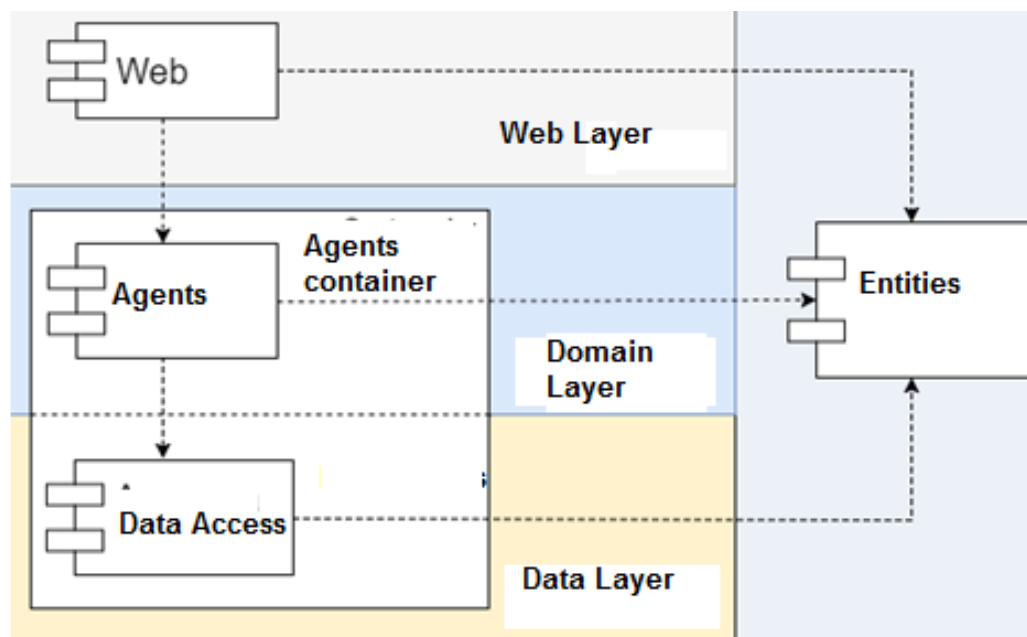 Web
Web Layer
Agents
container
Agents
Entities
Domain
Layer
Data Access
Data Layer